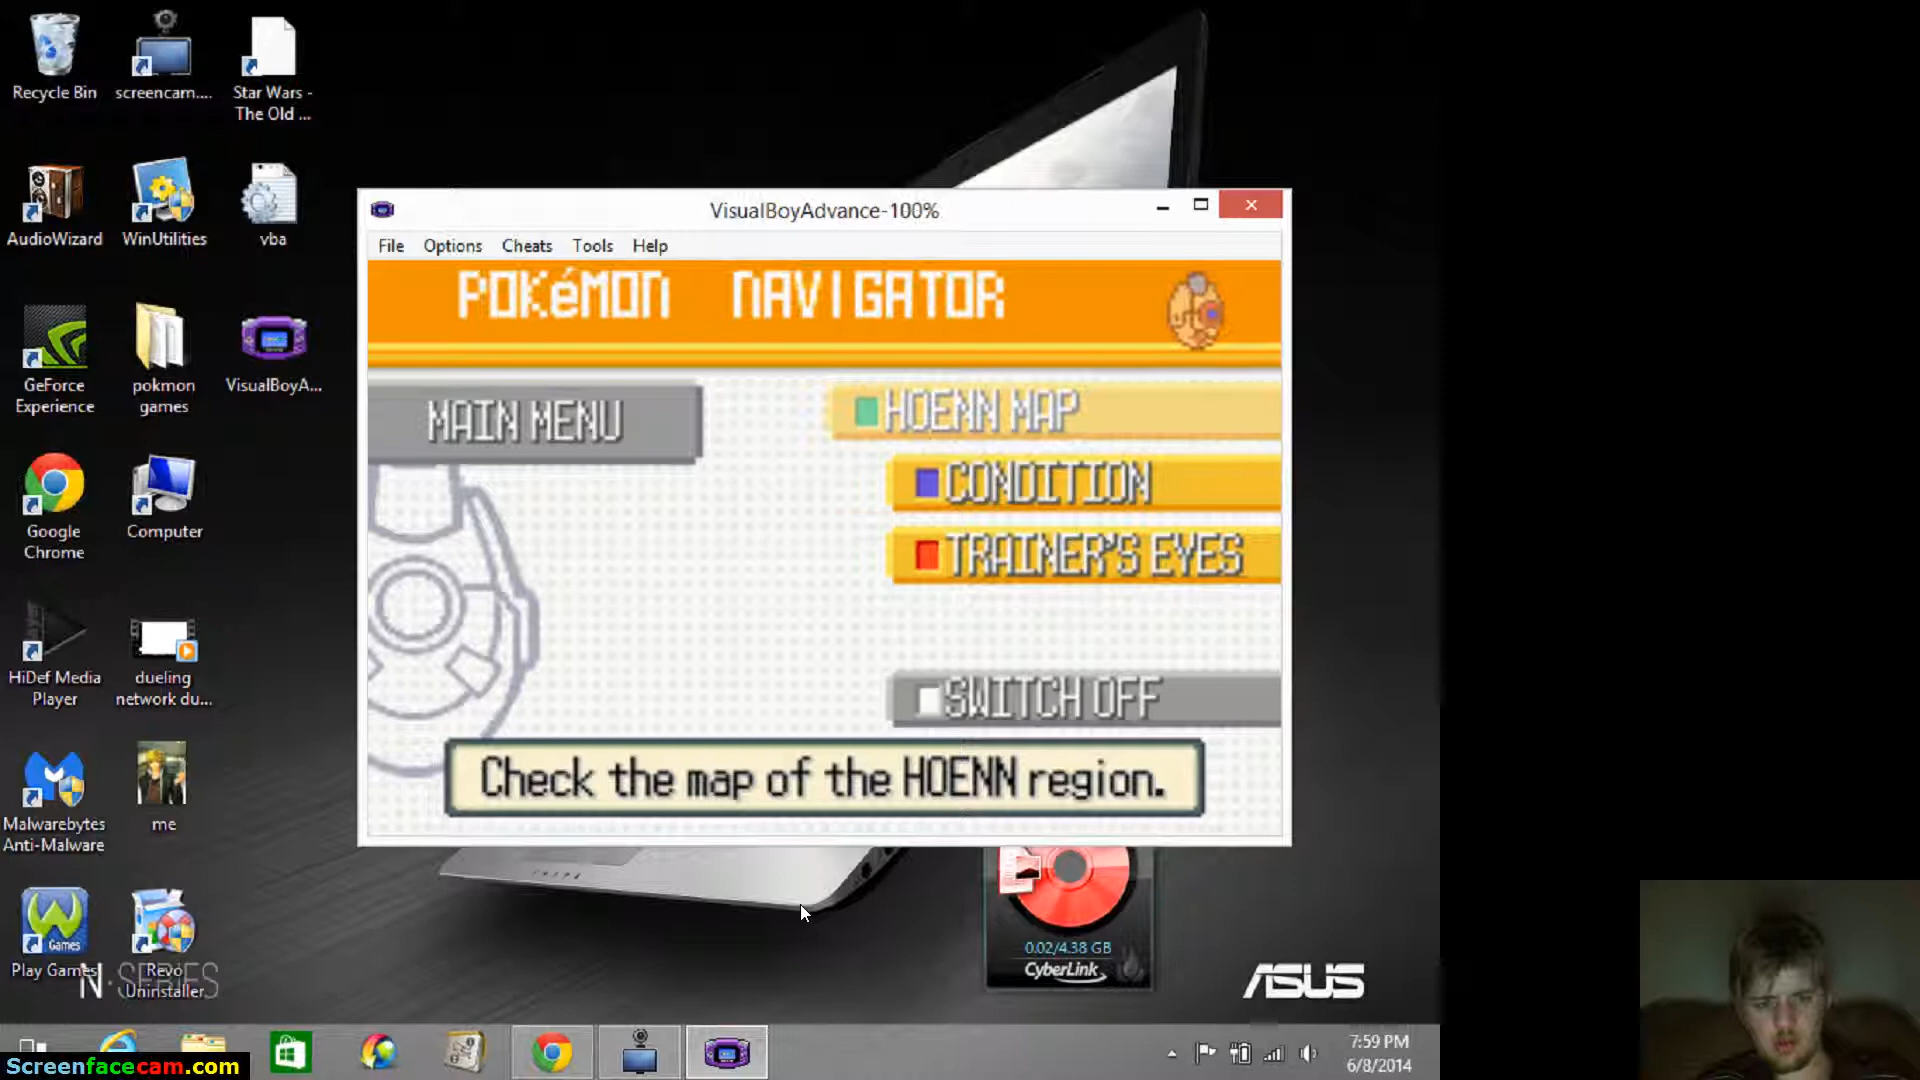 Recycle Bin
screencam....
Star Wars -
The Old ...
AudioWizard
WinUtilities
vba
GeForce
Experience
pokmon
games
VisualBoyA...
Google
Chrome
Computer
HiDef Media
Player
dueling
network du...
Malwarebytes
Anti-Malware
me
Games
Play Games
Revo
Uninstaller
N·SERIES
VisualBoyAdvance-100%
File Options Cheats Tools Help
POKéMON NAVIGATOR
MAIN MENU
HOENN MAP
CONDITION
TRAINER'S EYES
SWITCH OFF
Check the map of the HOENN region.
0.02/4.38 GB
CyberLink
ASUS
7:59 PM
6/8/2014
Screenfacecam.com